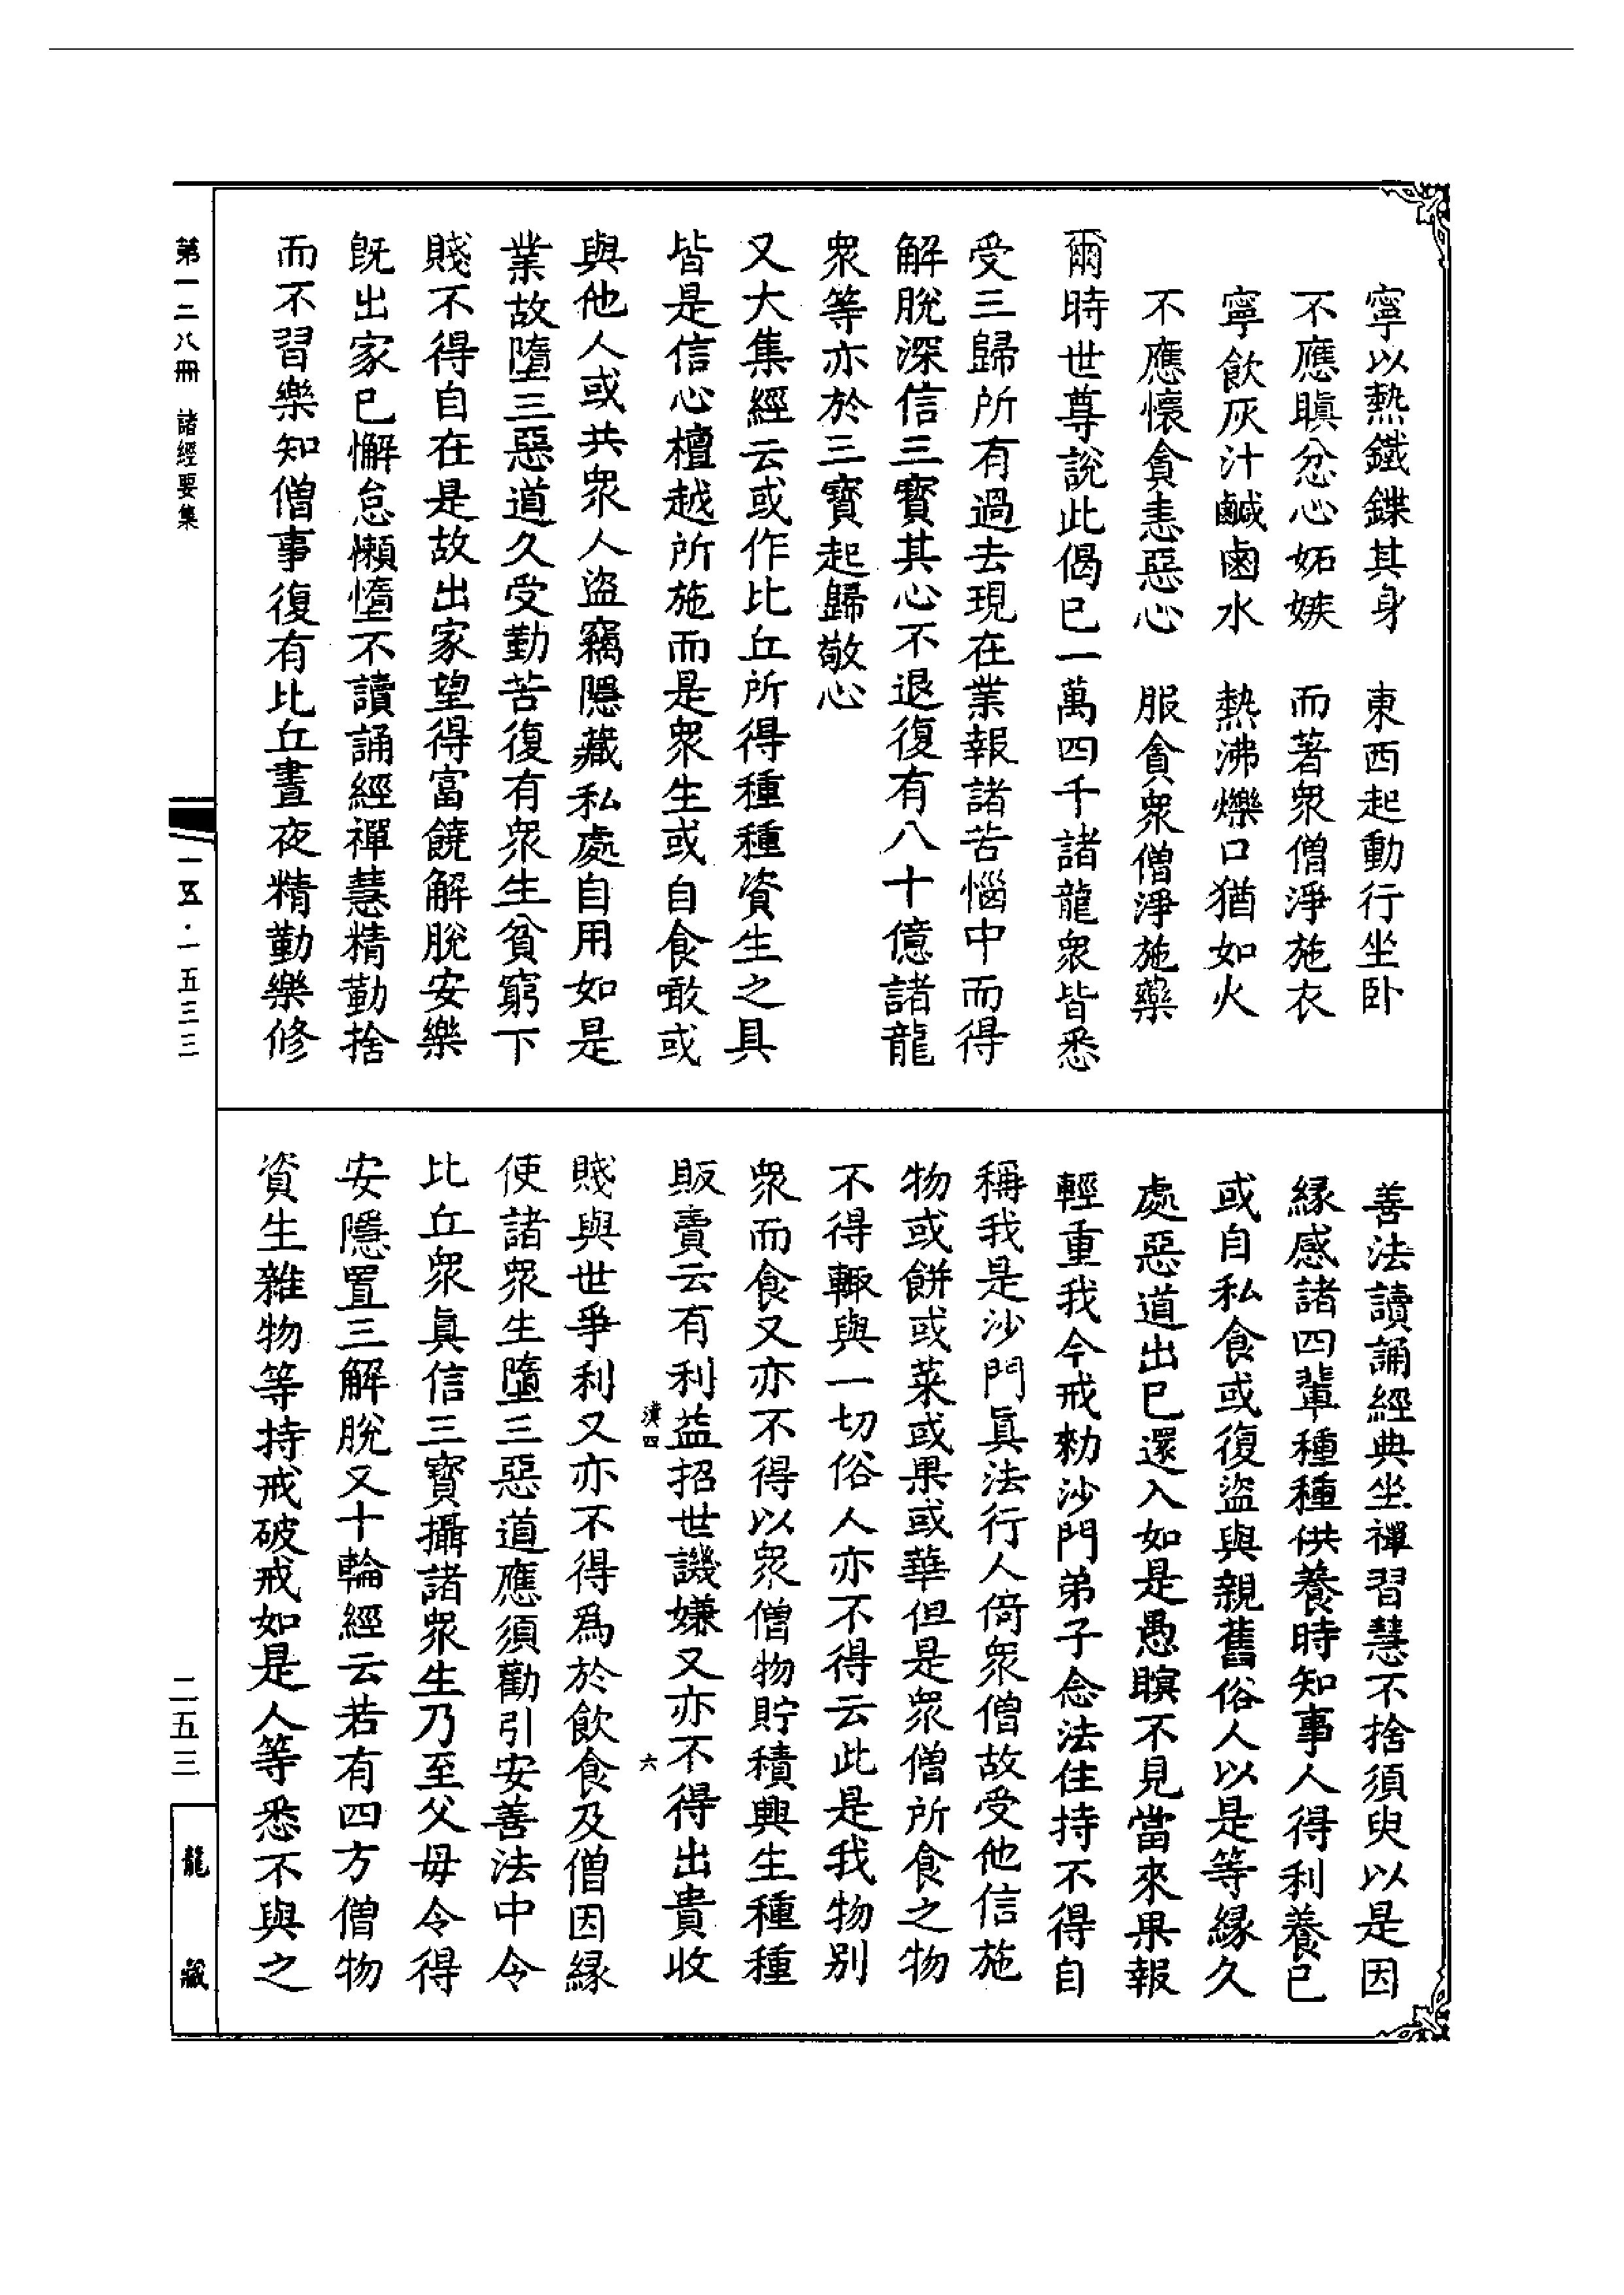 寧以熱鐵鍱其身　東西起動行坐卧
不應瞋忿心妬嫉　而著衆僧淨施衣
寧飲灰汁鹹鹵水　熱沸爍口猶如火
不應懷貪恚惡心　服食衆僧淨施藥
爾時世尊說此偈已一萬四千諸龍衆皆悉
受三歸所有過去現在業報諸苦惱中而得
解脫深信三寳其心不退復有八十億諸龍
衆等亦於三寳起歸敬心
又大集經云或作比丘所得種種資生之具
皆是信心檀越所施而是衆生或自食噉或
與他人或共衆人盜竊隱藏私處自用如是
業故墮三惡道久受勤苦復有衆生貧窮下
賤不得自在是故出家望得富饒解脫安樂
旣出家已懈怠懶惰不讀誦經禪慧精勤捨
而不習樂知僧事復有比丘晝夜精勤樂修
善法讀誦經典坐禪習慧不捨須臾以是因
緣感諸四輩種種供養時知事人得利養已
或自私食或復盜與親舊俗人以是等緣久
處惡道出已還入如是愚瞑不見當來果報
輕重我今戒勑沙門弟子念法住持不得自
稱我是沙門眞法行人倚衆僧故受他信施
物或餅或菜或果或華但是衆僧所食之物
不得輙與一切俗人亦不得云此是我物别
衆而食又亦不得以衆僧物貯積興生種種
販賣云有利益招世譏嫌又亦不得出貴收
漢四　六
賤與世爭利又亦不得爲於飲食及僧因緣
使諸衆生墮三惡道應須勸引安善法中令
比丘衆眞信三寳攝諸衆生乃至父母令得
安隱置三解脫又十輪經云若有四方僧物
資生雜物等持戒破戒如是人等悉不與之
第一二八冊　諸經要集
一五·一五三三
二五三
龍藏